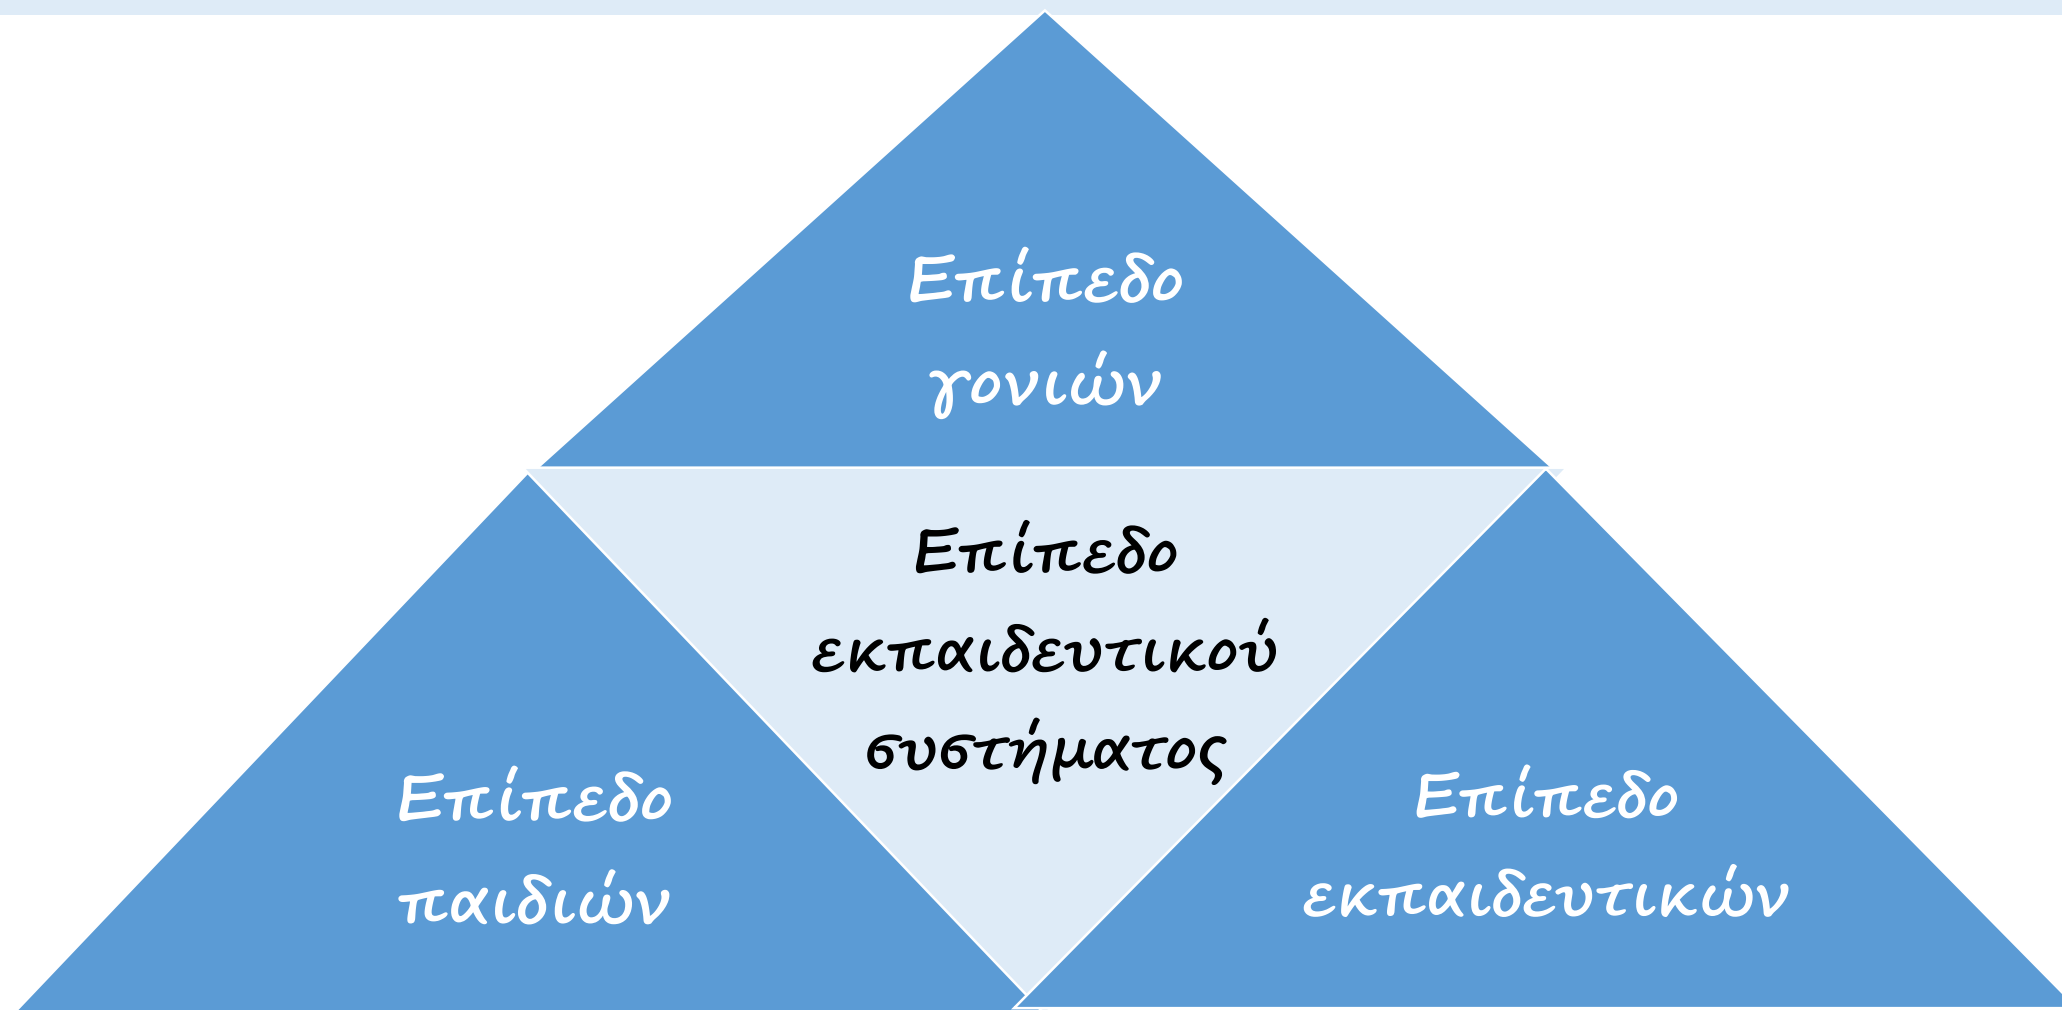 Επίπεδο
γονιών
Επίπεδο
εκπαιδευτικού
συστήματος
Επίπεδο
παιδιών
Επίπεδο
εκπαιδευτικών